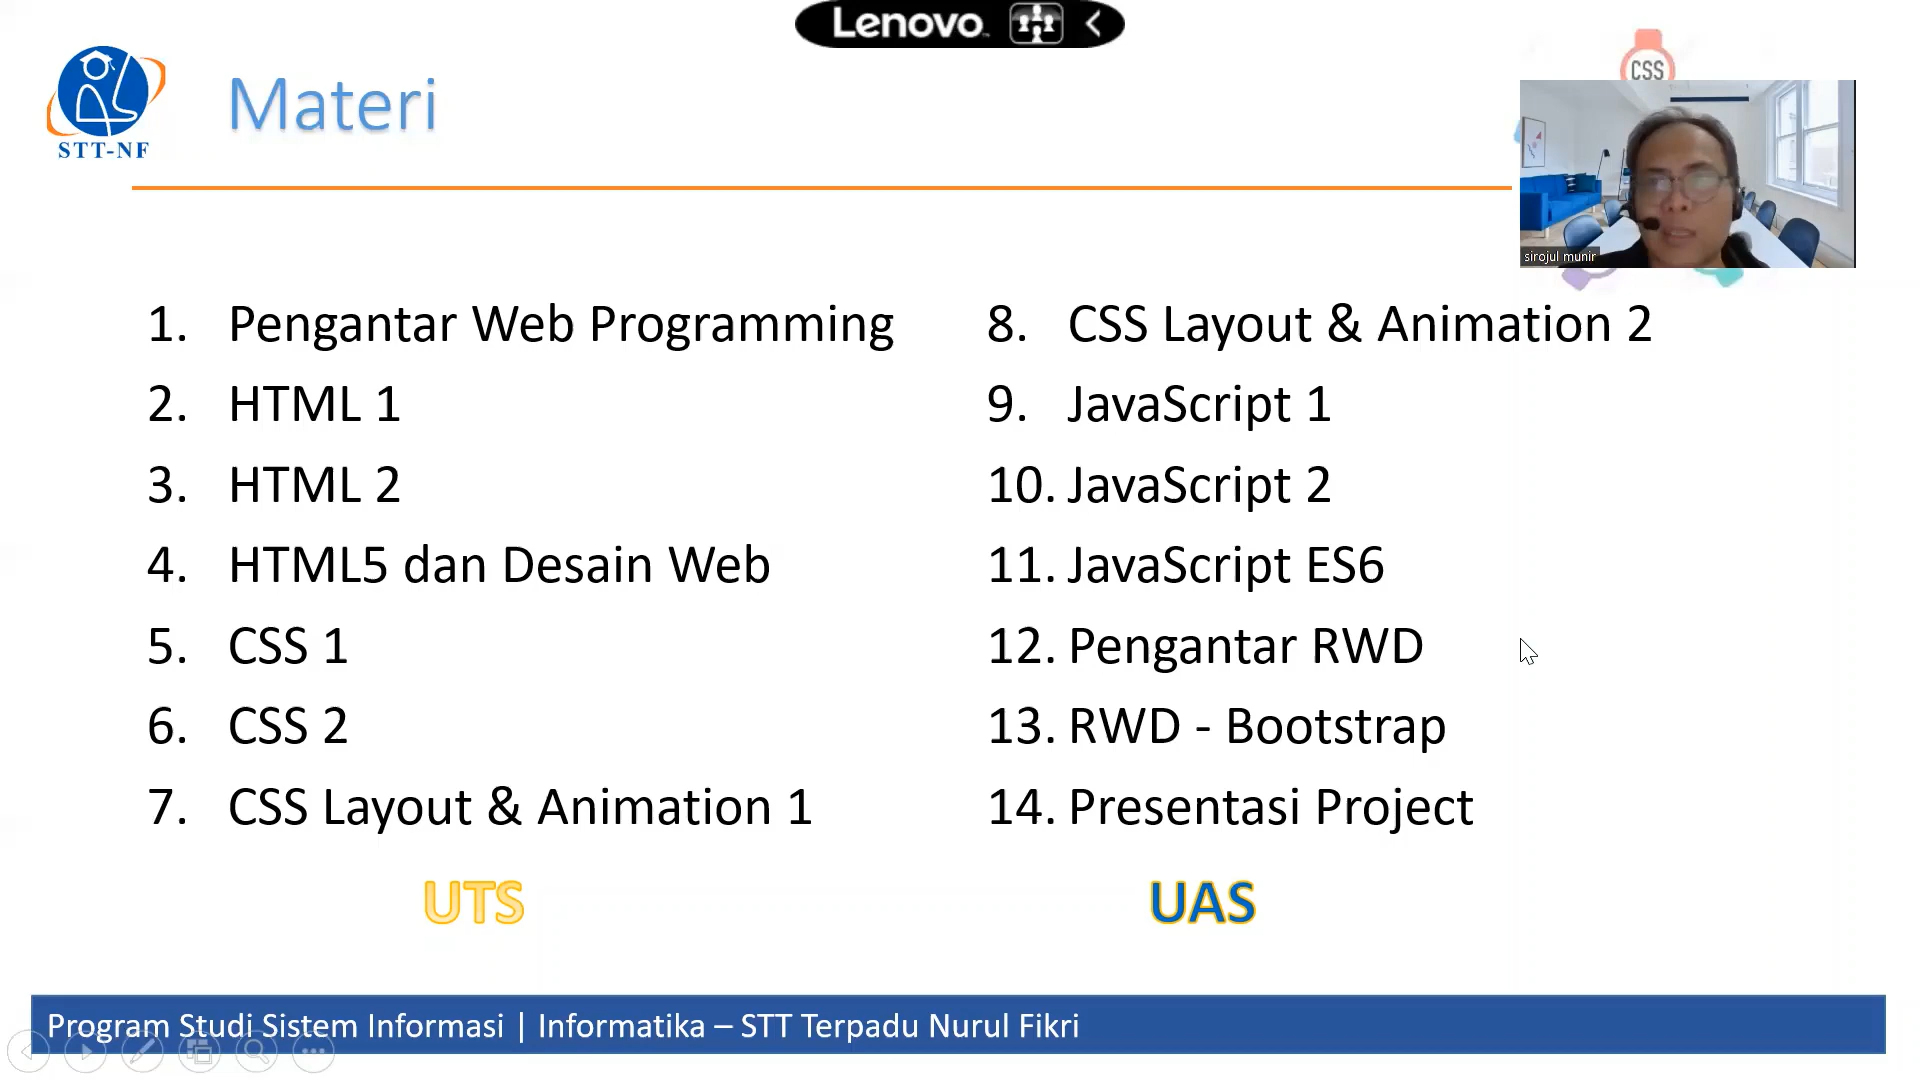 Lenovo
STT-NF
Materi
CSS
sirojul munir
1. Pengantar Web Programming
2. HTML 1
3. HTML 2
4. HTML5 dan Desain Web
5. CSS 1
6. CSS 2
7. CSS Layout & Animation 1
UTS
8. CSS Layout & Animation 2
9. JavaScript 1
10. JavaScript 2
11. JavaScript ES6
12. Pengantar RWD
13. RWD - Bootstrap
14. Presentasi Project
UAS
Program Studi Sistem Informasi | Informatika – STT Terpadu Nurul Fikri